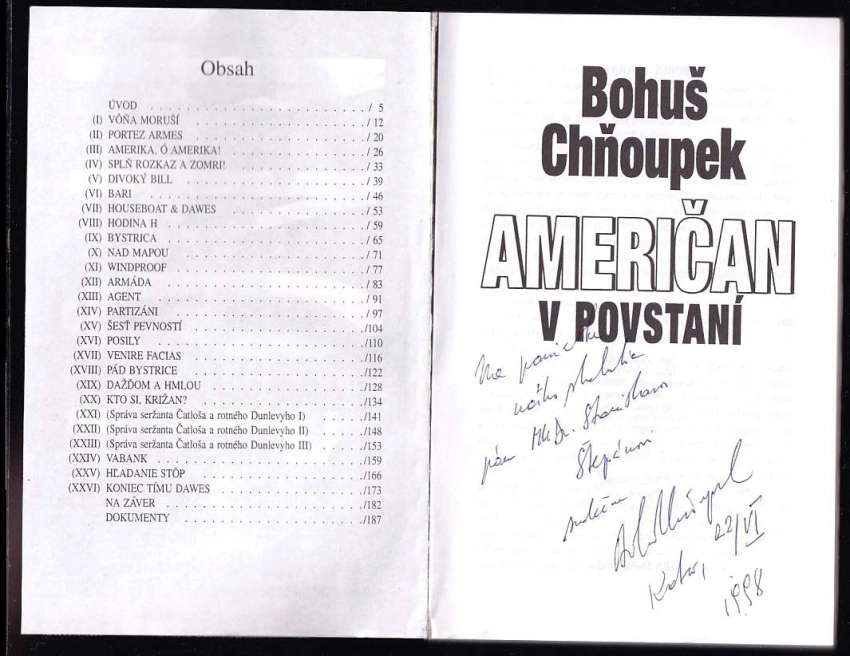 Obsah
ÚVOD . . . . . . . . . . / 5
(I) VÔŇA MORUŠÍ . . . . . . . . . . / 12
(II) PORTEZ ARMES . . . . . . . . . . / 20
(III) AMERIKA, Ó AMERIKA! . . . . . . . . . . / 26
(IV) SPLŇ ROZKAZ A ZOMRI! . . . . . . . . . . / 33
(V) DIVOKÝ BILL . . . . . . . . . . / 39
(VI) BARI . . . . . . . . . . / 46
(VII) HOUSEBOAT & DAWES . . . . . . . . . . / 53
(VIII) HODINA H . . . . . . . . . . / 59
(IX) BYSTRICA . . . . . . . . . . / 65
(X) NAD MAPOU . . . . . . . . . . / 71
(XI) WINDPROOF . . . . . . . . . . / 77
(XII) ARMÁDA . . . . . . . . . . / 83
(XIII) AGENT . . . . . . . . . . / 91
(XIV) PARTIZÁNI . . . . . . . . . . / 97
(XV) ŠESŤ PEVNOSTÍ . . . . . . . . . . /104
(XVI) POSILY . . . . . . . . . . /110
(XVII) VENIRE FACIAS . . . . . . . . . . /116
(XVIII) PÁD BYSTRICE . . . . . . . . . . /122
(XIX) DAŽĎOM A HMLOU . . . . . . . . . . /128
(XX) KTO SI, KRIŽAN? . . . . . . . . . . /134
(XXI) (Správa seržanta Čatloša a rotného Dunlevyho I) . . . . . /141
(XXII) (Správa seržanta Čatloša a rotného Dunlevyho II) . . . . . /148
(XXIII) (Správa seržanta Čatloša a rotného Dunlevyho III) . . . . . /153
(XXIV) VABANK . . . . . . . . . . /159
(XXV) HĽADANIE STÔP . . . . . . . . . . /166
(XXVI) KONIEC TÍMU DAWES . . . . . . . . . . /173
NA ZÁVER . . . . . . . . . . /182
DOKUMENTY . . . . . . . . . . /187
Bohuš
Chňoupek
AMERIČAN
V POVSTANÍ
Na
nášho
Štepánovi
22/VI
1998